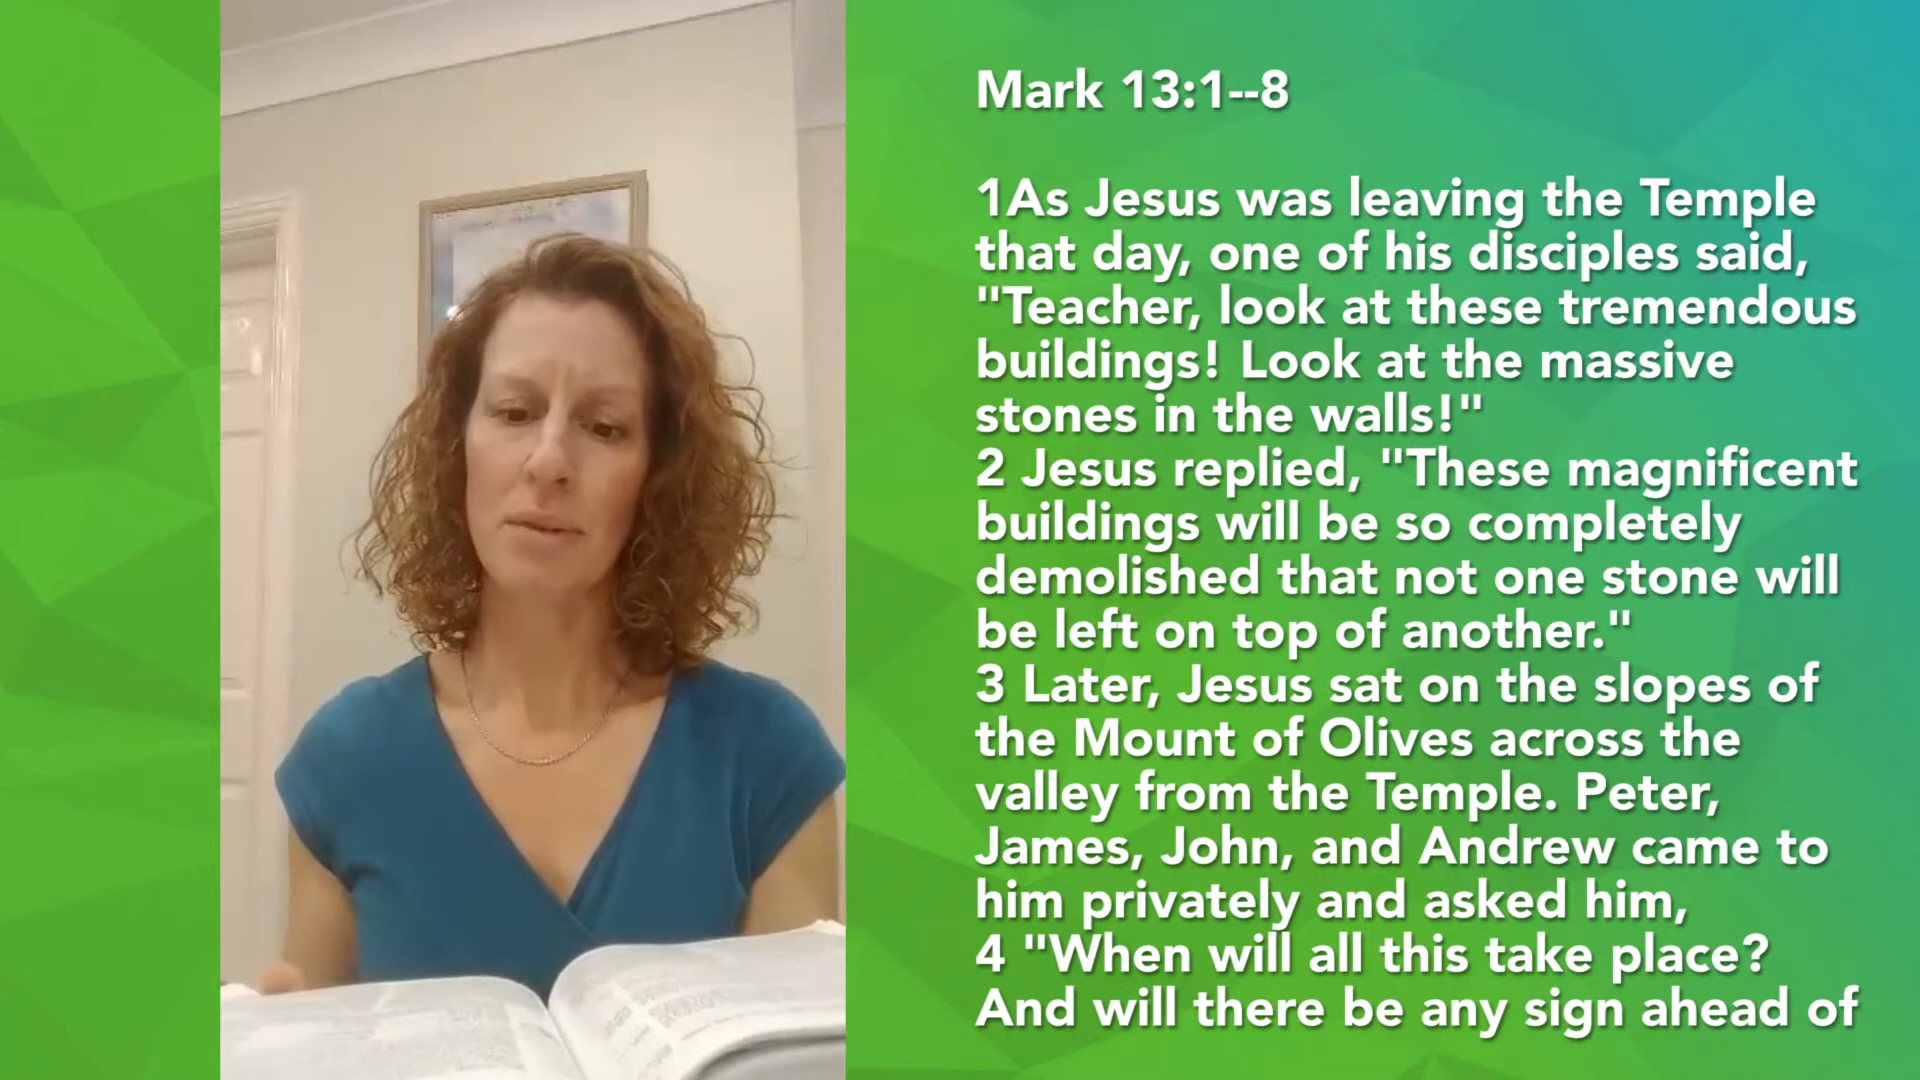 Mark 13:1--8
1As Jesus was leaving the Temple
that day, one of his disciples said,
"Teacher, look at these tremendous
buildings! Look at the massive
stones in the walls!"
2 Jesus replied, "These magnificent
buildings will be so completely
demolished that not one stone will
be left on top of another."
3 Later, Jesus sat on the slopes of
the Mount of Olives across the
valley from the Temple. Peter,
James, John, and Andrew came to
him privately and asked him,
4 "When will all this take place?
And will there be any sign ahead of